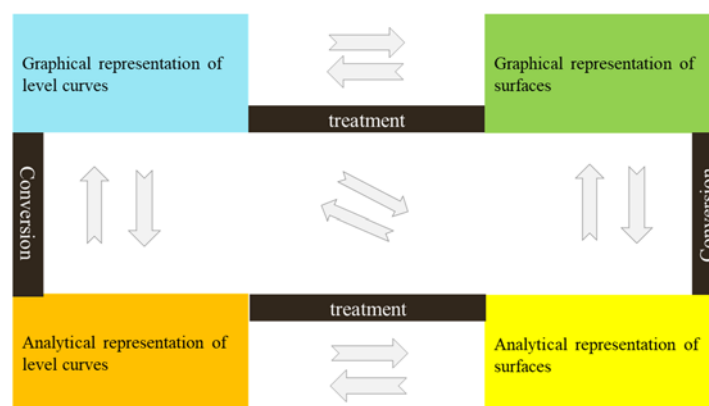 Graphical representation of
level curves
Graphical representation of
surfaces
treatment
Conversion
Conversion
treatment
Analytical representation of
level curves
Analytical representation of
surfaces